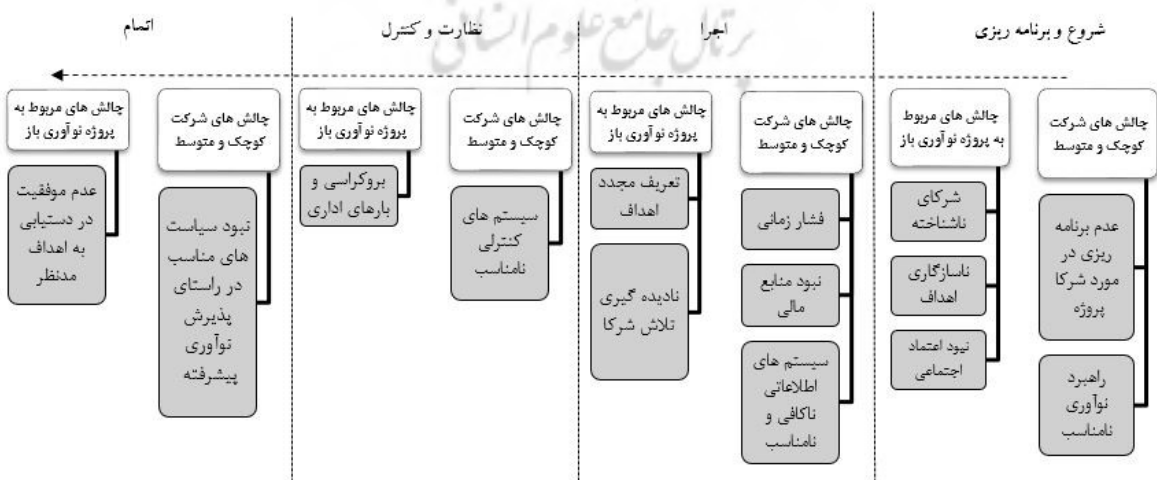 شروع و برنامه ریزی
اجرا
نظارت و کنترل
اتمام
پرتال جامع علوم انسانی
چالش های شرکت
کوچک و متوسط
عدم برنامه
ریزی در
مورد شرکا
پروژه
راهبرد
نوآوری
نامناسب
چالش های مربوط
به پروژه نوآوری باز
شرکای
ناشناخته
ناسازگاری
اهداف
نبود اعتماد
اجتماعی
چالش های شرکت
کوچک و متوسط
فشار زمانی
نبود منابع
مالی
سیستم های
اطلاعاتی
ناکافی و
نامناسب
چالش های مربوط به
پروژه نوآوری باز
تعریف مجدد
اهداف
نادیده گیری
تلاش شرکا
چالش های شرکت
کوچک و متوسط
سیستم های
کنترلی
نامناسب
چالش های مربوط به
پروژه نوآوری باز
بروکراسی و
بارهای اداری
چالش های شرکت
کوچک و متوسط
نبود سیاست
های مناسب
در راستای
پذیرش
نوآوری
پیشرفته
چالش های مربوط به
پروژه نوآوری باز
عدم موفقیت
در دستیابی
به اهداف
مدنظر